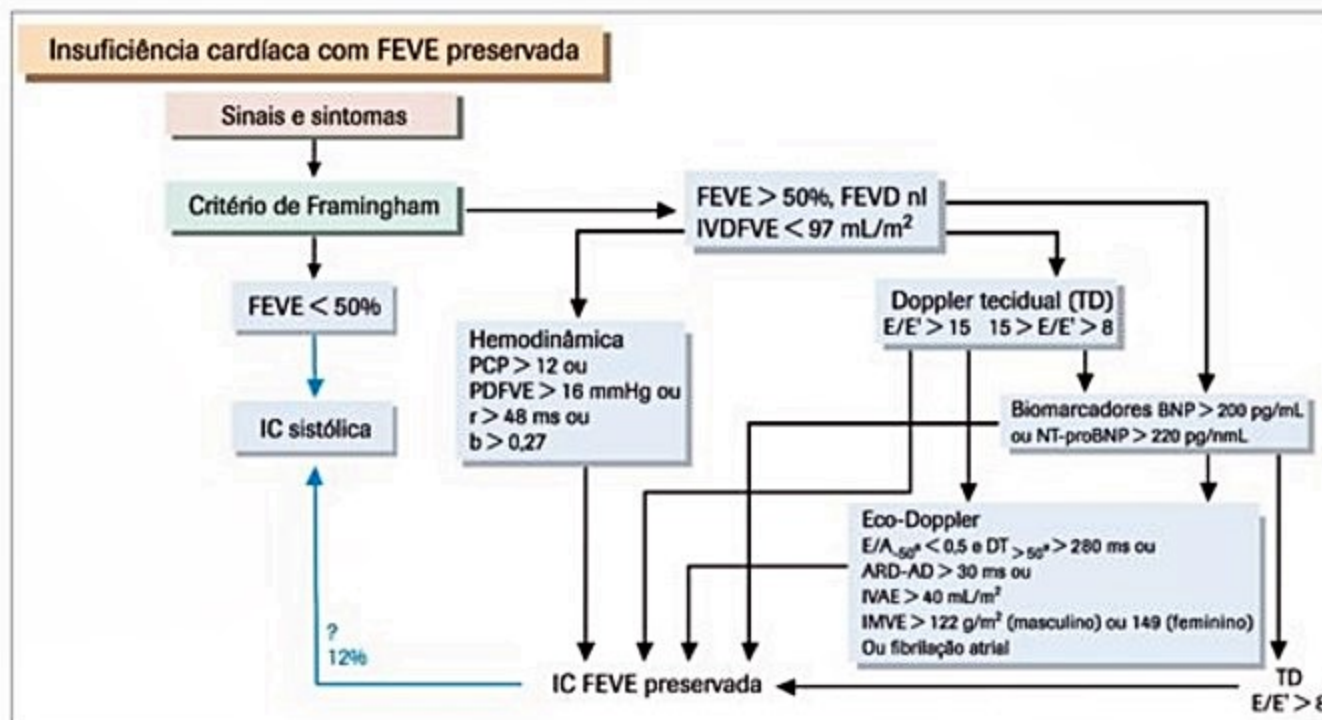 Insuficiência cardíaca com FEVE preservada
Sinais e sintomas
Critério de Framingham
FEVE < 50%
IC sistólica
FEVE > 50%, FEVD nl
IVDFVE < 97 mL/m²
Hemodinâmica
PCP > 12 ou
PDFVE > 16 mmHg ou
r > 48 ms ou
b > 0,27
Doppler tecidual (TD)
E/E' > 15 15 > E/E' > 8
Biomarcadores BNP > 200 pg/mL
ou NT-proBNP > 220 pg/nmL
Eco-Doppler
E/A-50ª < 0,5 e DT>50ª > 280 ms ou
ARD-AD > 30 ms ou
IVAE > 40 mL/m²
IMVE > 122 g/m² (masculino) ou 149 (feminino)
Ou fibrilação atrial
?
12%
IC FEVE preservada
TD
E/E' > 8